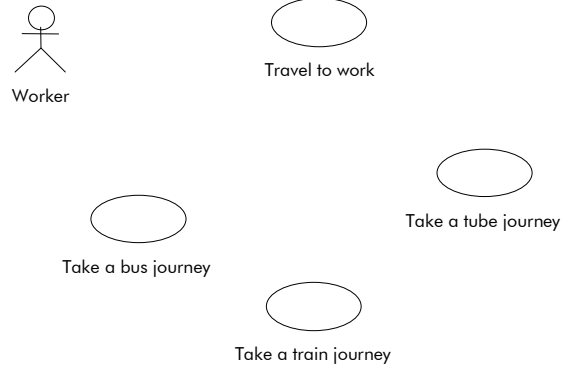 Travel to work
Worker
Take a tube journey
Take a bus journey
Take a train journey